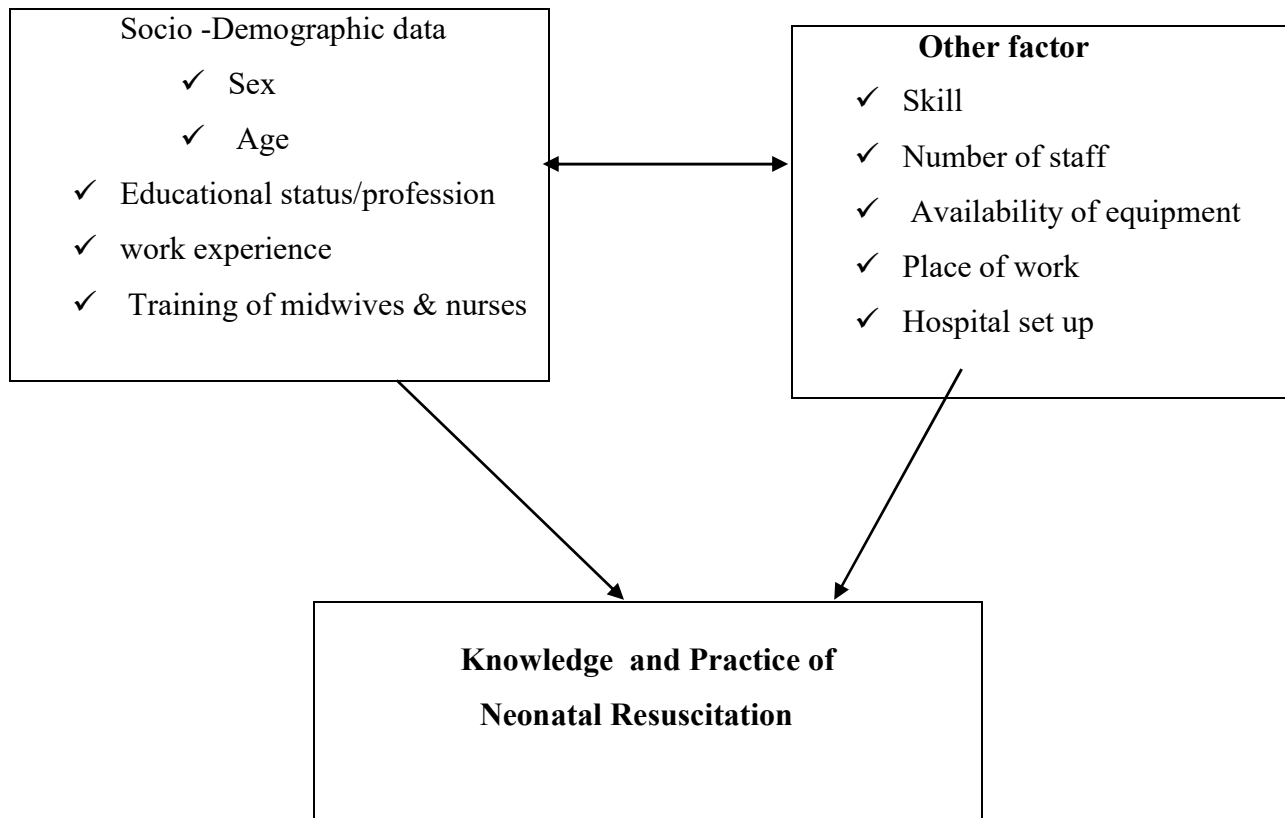 Socio -Demographic data
✓ Sex
✓ Age
✓ Educational status/profession
✓ work experience
✓ Training of midwives & nurses
Other factor
✓ Skill
✓ Number of staff
✓ Availability of equipment
✓ Place of work
✓ Hospital set up
Knowledge and Practice of
Neonatal Resuscitation